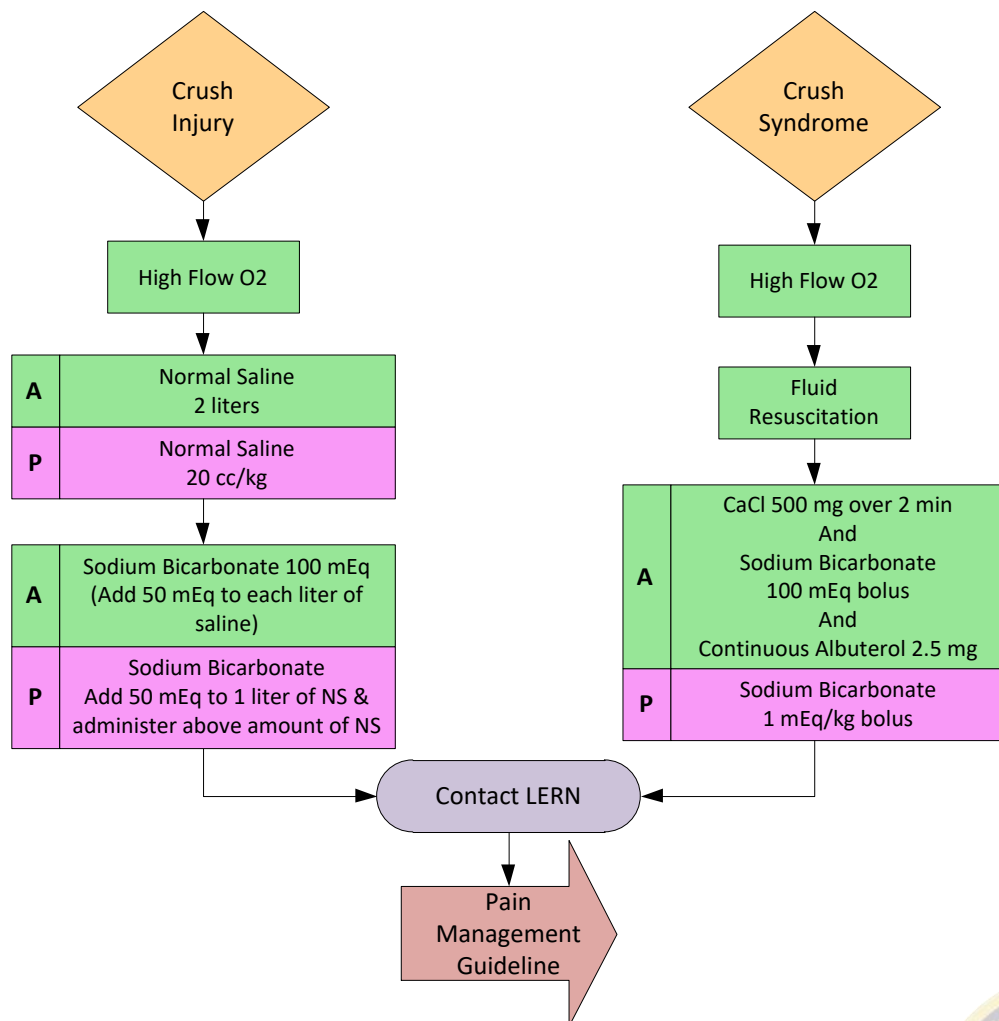 Crush
Injury
High Flow O2
A
Normal Saline
2 liters
P
Normal Saline
20 cc/kg
A
Sodium Bicarbonate 100 mEq
(Add 50 mEq to each liter of
saline)
P
Sodium Bicarbonate
Add 50 mEq to 1 liter of NS &
administer above amount of NS
Crush
Syndrome
High Flow O2
Fluid
Resuscitation
A
CaCl 500 mg over 2 min
And
Sodium Bicarbonate
100 mEq bolus
And
Continuous Albuterol 2.5 mg
P
Sodium Bicarbonate
1 mEq/kg bolus
Contact LERN
Pain
Management
Guideline